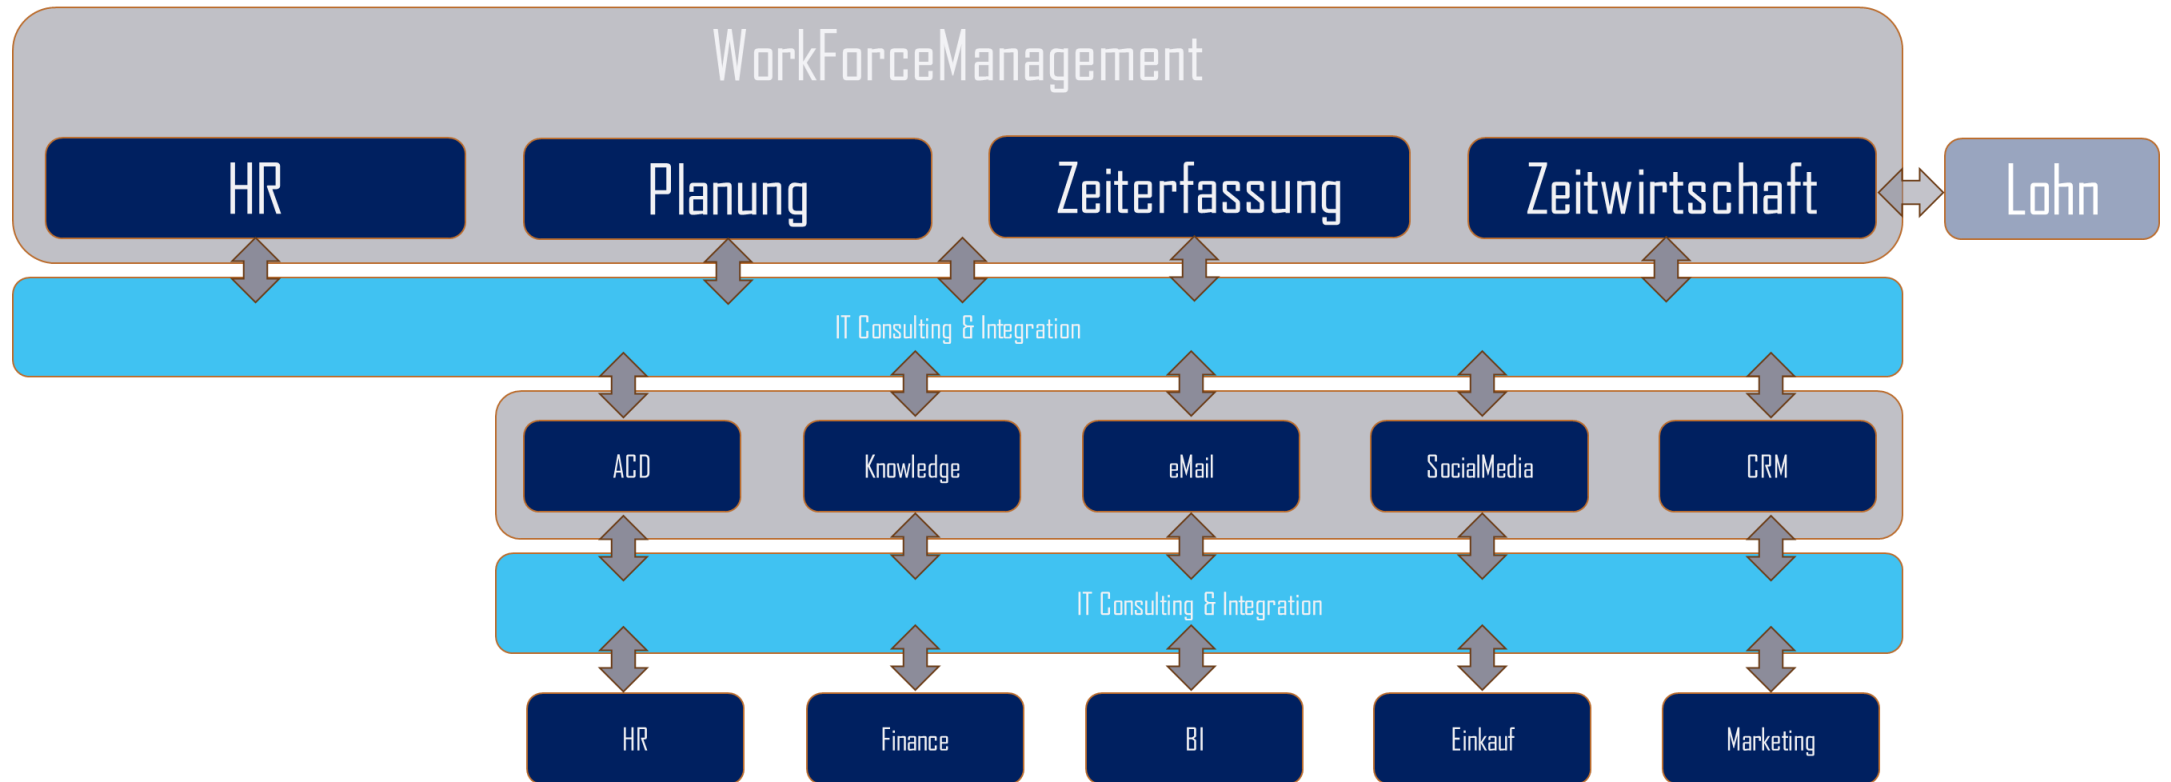 WorkForceManagement
HR
Planung
Zeiterfassung
Zeitwirtschaft
Lohn
IT Consulting & Integration
ACD
Knowledge
eMail
SocialMedia
CRM
IT Consulting & Integration
HR
Finance
BI
Einkauf
Marketing